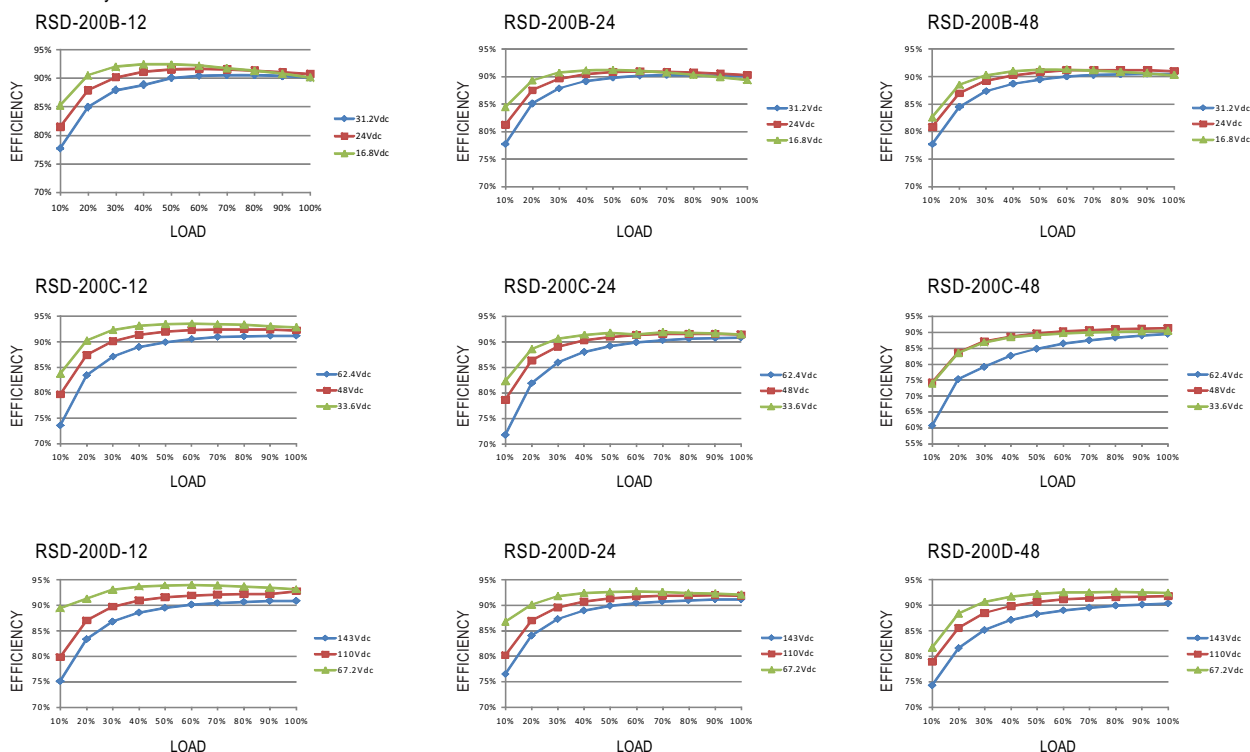 RSD-200B-12
95%
90%
85%
80%
75%
70%
EFFICIENCY
10% 20% 30% 40% 50% 60% 70% 80% 90% 100%
LOAD
31.2Vdc
24Vdc
16.8Vdc
RSD-200B-24
95%
90%
85%
80%
75%
70%
EFFICIENCY
10% 20% 30% 40% 50% 60% 70% 80% 90% 100%
LOAD
31.2Vdc
24Vdc
16.8Vdc
RSD-200B-48
95%
90%
85%
80%
75%
70%
EFFICIENCY
10% 20% 30% 40% 50% 60% 70% 80% 90% 100%
LOAD
31.2Vdc
24Vdc
16.8Vdc
RSD-200C-12
95%
90%
85%
80%
75%
70%
EFFICIENCY
10% 20% 30% 40% 50% 60% 70% 80% 90% 100%
LOAD
62.4Vdc
48Vdc
33.6Vdc
RSD-200C-24
95%
90%
85%
80%
75%
70%
EFFICIENCY
10% 20% 30% 40% 50% 60% 70% 80% 90% 100%
LOAD
62.4Vdc
48Vdc
33.6Vdc
RSD-200C-48
95%
90%
85%
80%
75%
70%
65%
60%
55%
EFFICIENCY
10% 20% 30% 40% 50% 60% 70% 80% 90% 100%
LOAD
62.4Vdc
48Vdc
33.6Vdc
RSD-200D-12
95%
90%
85%
80%
75%
70%
EFFICIENCY
10% 20% 30% 40% 50% 60% 70% 80% 90% 100%
LOAD
143Vdc
110Vdc
67.2Vdc
RSD-200D-24
95%
90%
85%
80%
75%
70%
EFFICIENCY
10% 20% 30% 40% 50% 60% 70% 80% 90% 100%
LOAD
143Vdc
110Vdc
67.2Vdc
RSD-200D-48
95%
90%
85%
80%
75%
70%
EFFICIENCY
10% 20% 30% 40% 50% 60% 70% 80% 90% 100%
LOAD
143Vdc
110Vdc
67.2Vdc